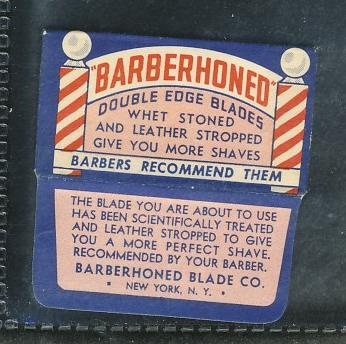 "BARBERHONED"
DOUBLE EDGE BLADES
WHET STONED
AND LEATHER STROPPED
GIVE YOU MORE SHAVES
BARBERS RECOMMEND THEM
THE BLADE YOU ARE ABOUT TO USE
HAS BEEN SCIENTIFICALLY TREATED
AND LEATHER STROPPED TO GIVE
YOU A MORE PERFECT SHAVE.
RECOMMENDED BY YOUR BARBER.
BARBERHONED BLADE CO.
• NEW YORK, N. Y. •